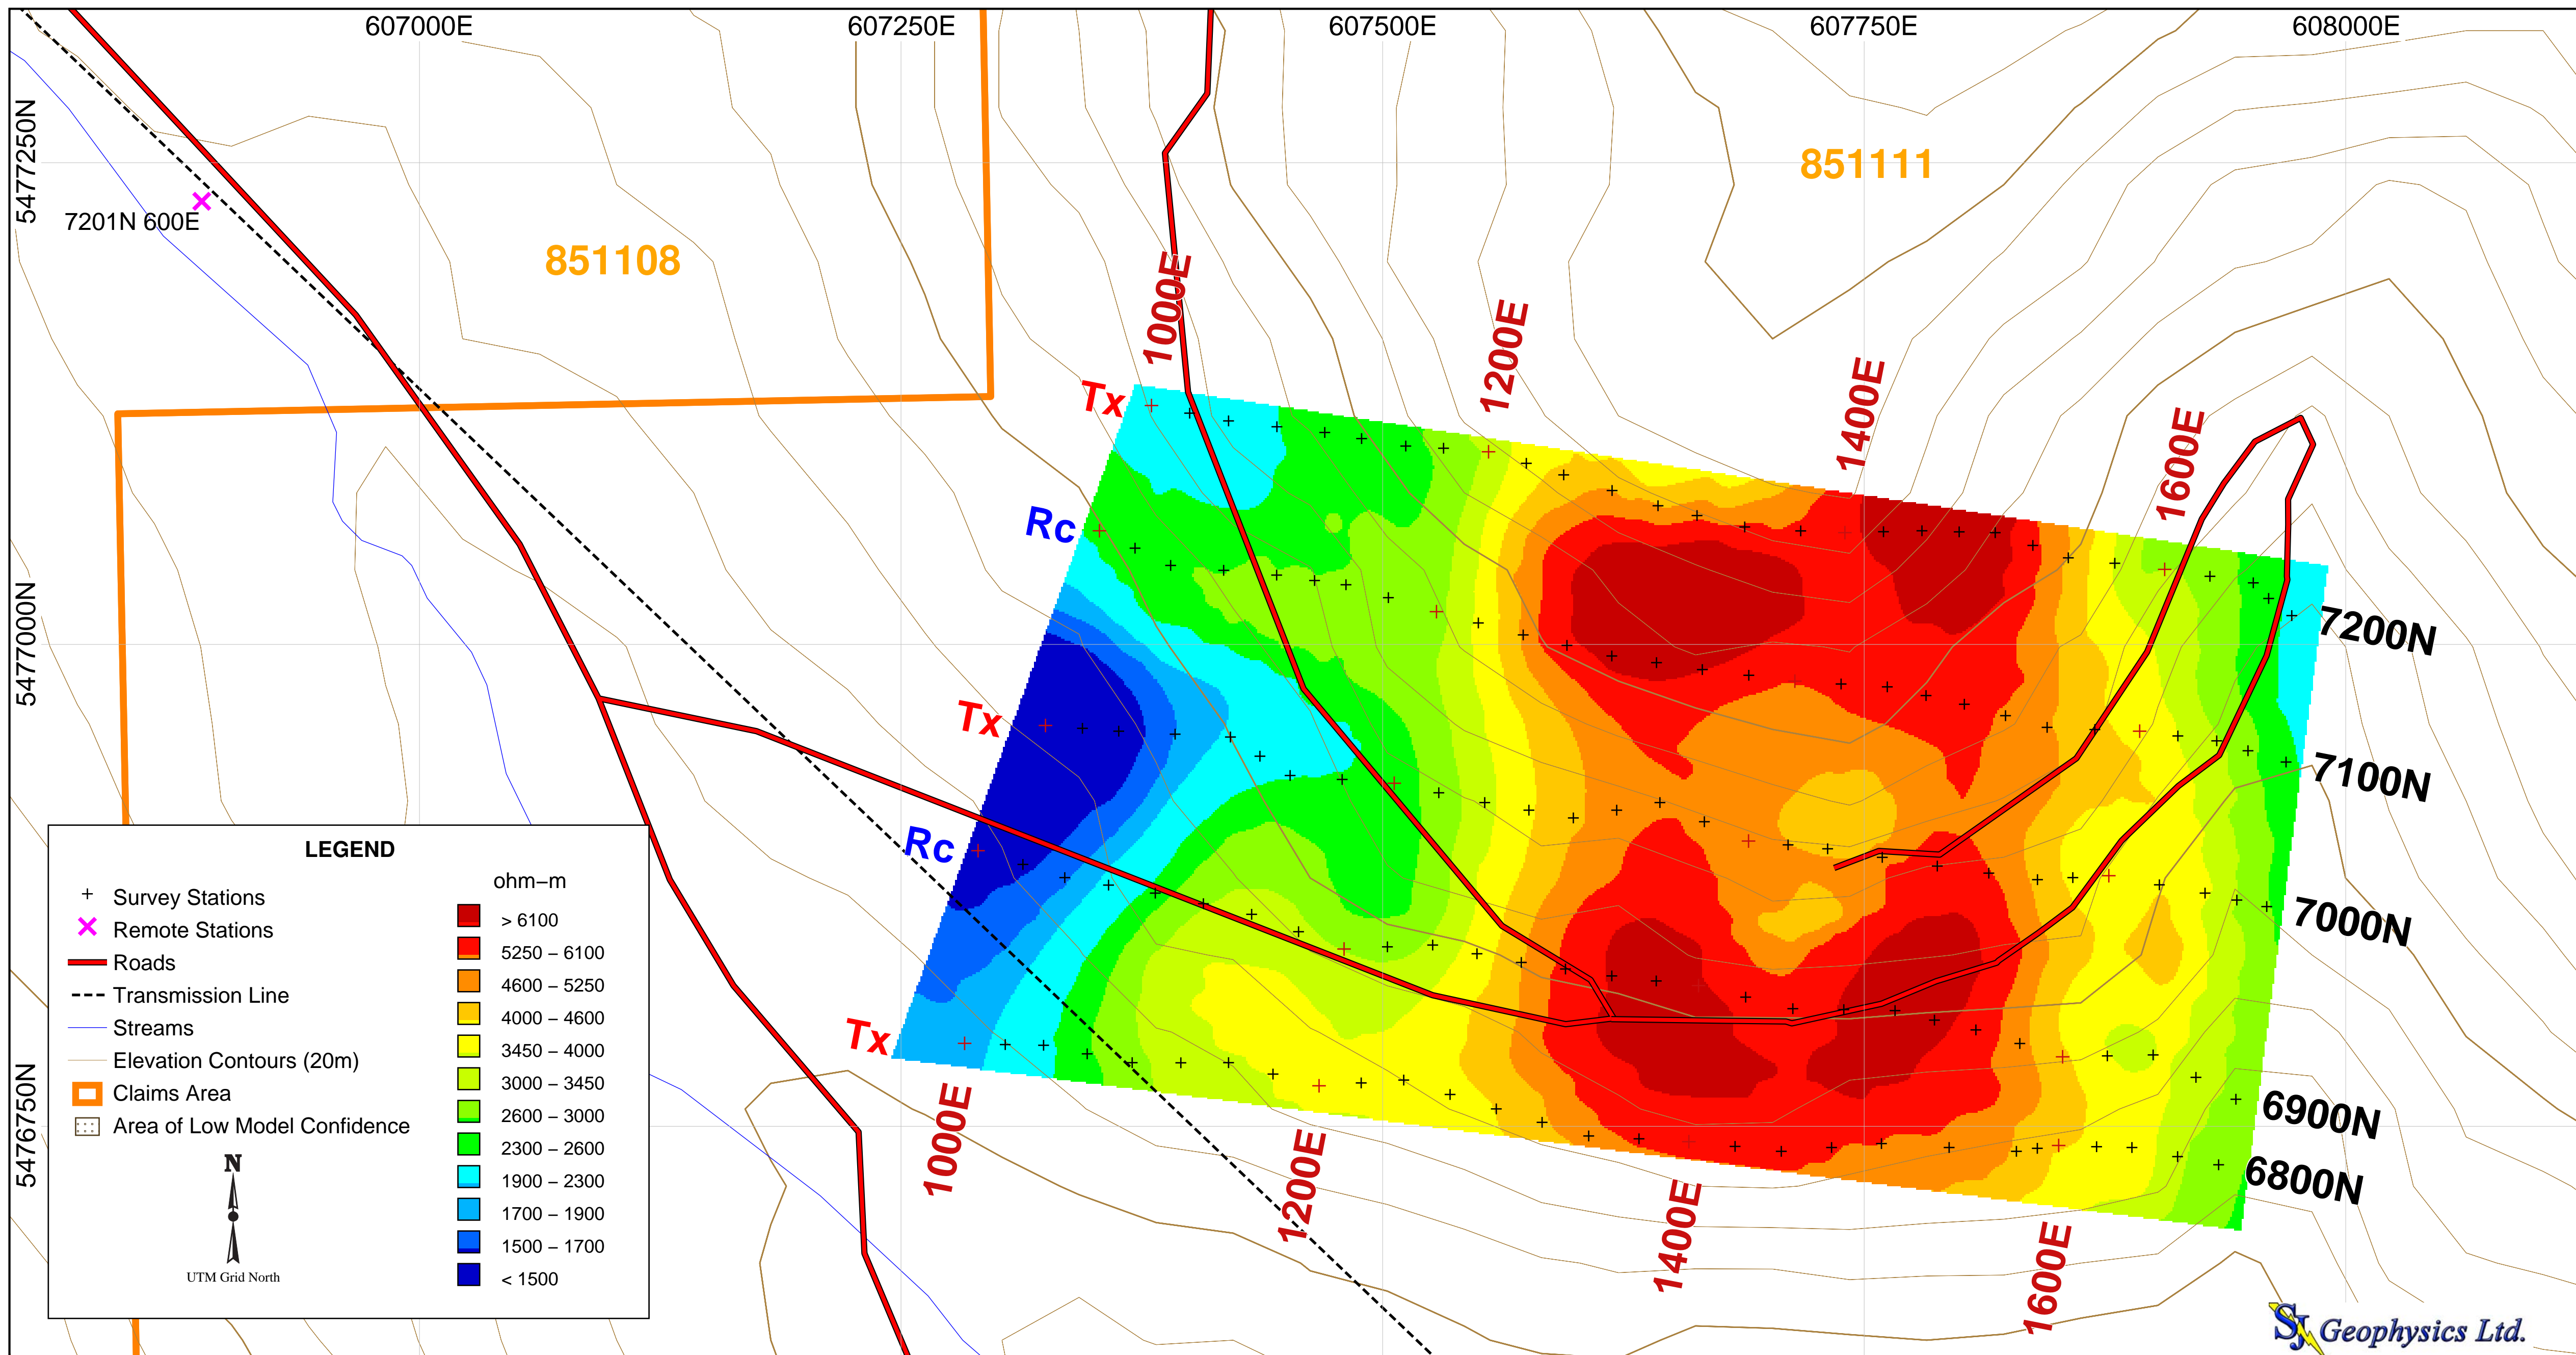 607000E
607250E
607500E
607750E
608000E
5477250N
5477000N
5476750N
851111
851108
7201N 600E
1000E
1200E
1400E
1600E
Tx
Rc
Tx
Rc
Tx
7200N
7100N
7000N
6900N
6800N
1000E
1200E
1400E
1600E
LEGEND
Survey Stations
Remote Stations
Roads
Transmission Line
Streams
Elevation Contours (20m)
Claims Area
Area of Low Model Confidence
N
UTM Grid North
ohm–m
> 6100
5250 – 6100
4600 – 5250
4000 – 4600
3450 – 4000
3000 – 3450
2600 – 3000
2300 – 2600
1900 – 2300
1700 – 1900
1500 – 1700
< 1500
SJ Geophysics Ltd.